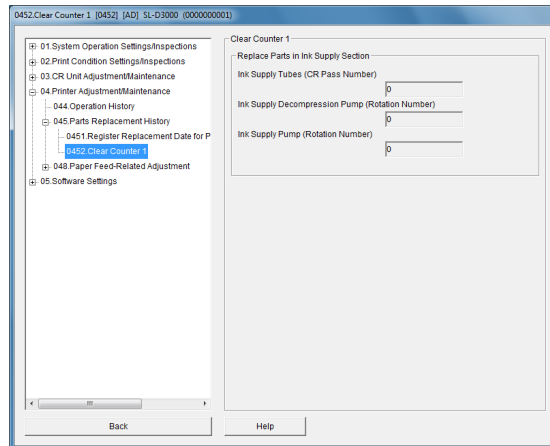 0452.Clear Counter 1 [0452] [AD] SL-D3000 (0000000001)
01.System Operation Settings/Inspections
02.Print Condition Settings/Inspections
03.CR Unit Adjustment/Maintenance
04.Printer Adjustment/Maintenance
044.Operation History
045.Parts Replacement History
0451.Register Replacement Date for P
0452.Clear Counter 1
048.Paper Feed-Related Adjustment
05.Software Settings
Clear Counter 1
Replace Parts in Ink Supply Section
Ink Supply Tubes (CR Pass Number)
0
Ink Supply Decompression Pump (Rotation Number)
0
Ink Supply Pump (Rotation Number)
0
Back
Help